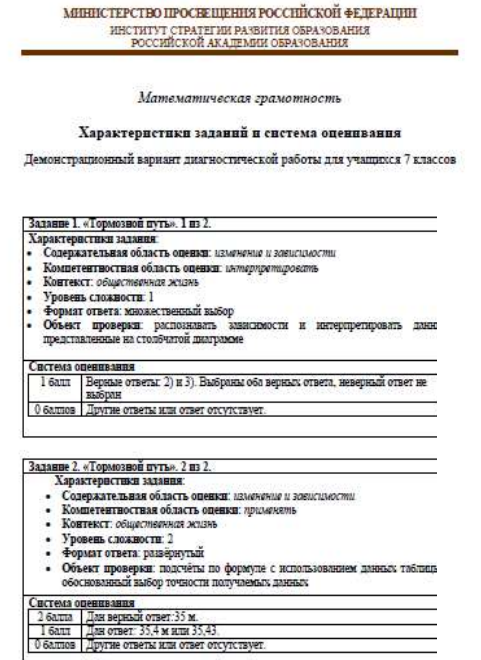 МИНИСТЕРСТВО ПРОСВЕЩЕНИЯ РОССИЙСКОЙ ФЕДЕРАЦИИ
ИНСТИТУТ СТРАТЕГИИ РАЗВИТИЯ ОБРАЗОВАНИЯ
РОССИЙСКОЙ АКАДЕМИИ ОБРАЗОВАНИЯ
Математическая грамотность
Характеристики заданий и система оценивания
Демонстрационный вариант диагностической работы для учащихся 7 классов
Задание 1. «Тормозной путь». 1 из 2.
Характеристики задания:
• Содержательная область оценки: изменение и зависимости
• Компетентностная область оценки: интерпретировать
• Контекст: общественная жизнь
• Уровень сложности: 1
• Формат ответа: множественный выбор
• Объект проверки: распознавать зависимости и интерпретировать данн
представленные на столбчатой диаграмме
Система оценивания
1 балл Верные ответы: 2) и 3). Выбраны оба верных ответа, неверный ответ не
выбран
0 баллов Другие ответы или ответ отсутствует.
Задание 2. «Тормозной путь». 2 из 2.
Характеристики задания:
• Содержательная область оценки: изменение и зависимости
• Компетентностная область оценки: применять
• Контекст: общественная жизнь
• Уровень сложности: 2
• Формат ответа: развёрнутый
• Объект проверки: подсчёты по формуле с использованием данных таблицы
обоснованный выбор точности получаемых данных
Система оценивания
2 балла Дан верный ответ:35 м.
1 балл Дан ответ: 35,4 м или 35,43.
0 баллов Другие ответы или ответ отсутствует.